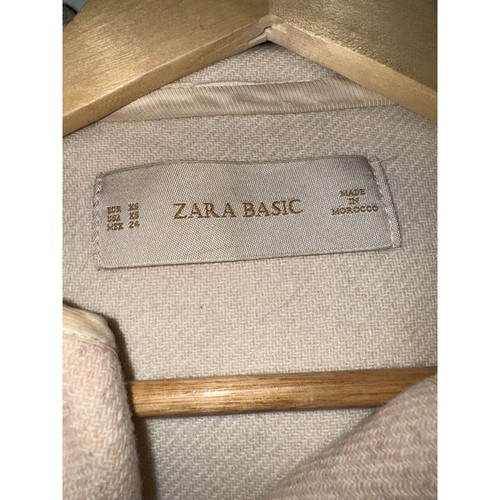 EUR XS
USA XS
MEX 24
ZARA BASIC
MADE
IN
MOROCCO